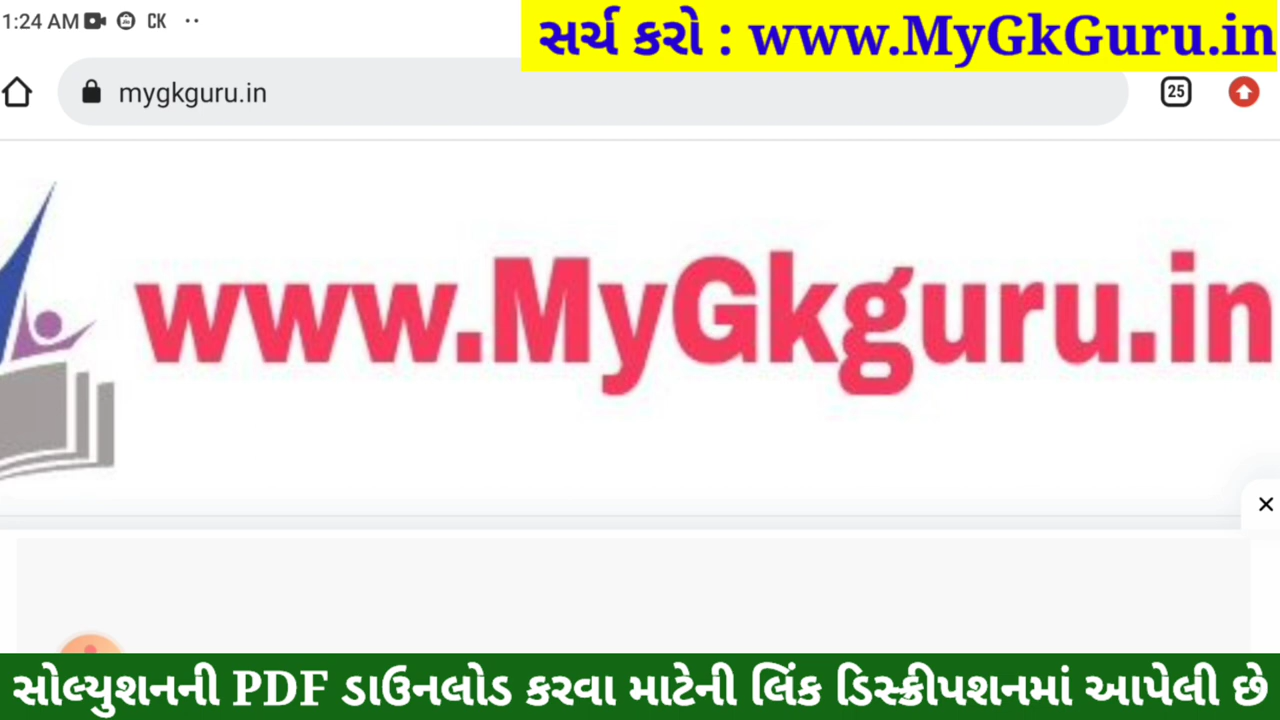 1:24 AM CK ..
સર્ચ કરો : www.MyGkGuru.in
mygkguru.in
25
www.MyGkguru.in
સોલ્યુશનની PDF ડાઉનલોડ કરવા માટેની લિંક ડિસ્ક્રીપશનમાં આપેલી છે